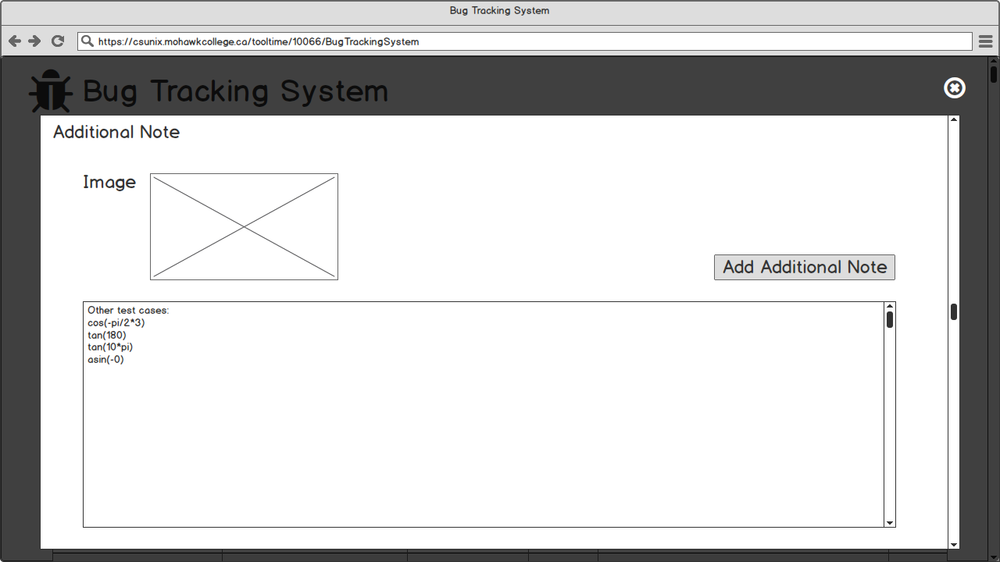 Bug Tracking System
https://csunix.mohawkcollege.ca/tooltime/10066/BugTrackingSystem
Bug Tracking System
Additional Note
Image
Add Additional Note
Other test cases:
cos(-pi/2*3)
tan(180)
tan(10*pi)
asin(-0)